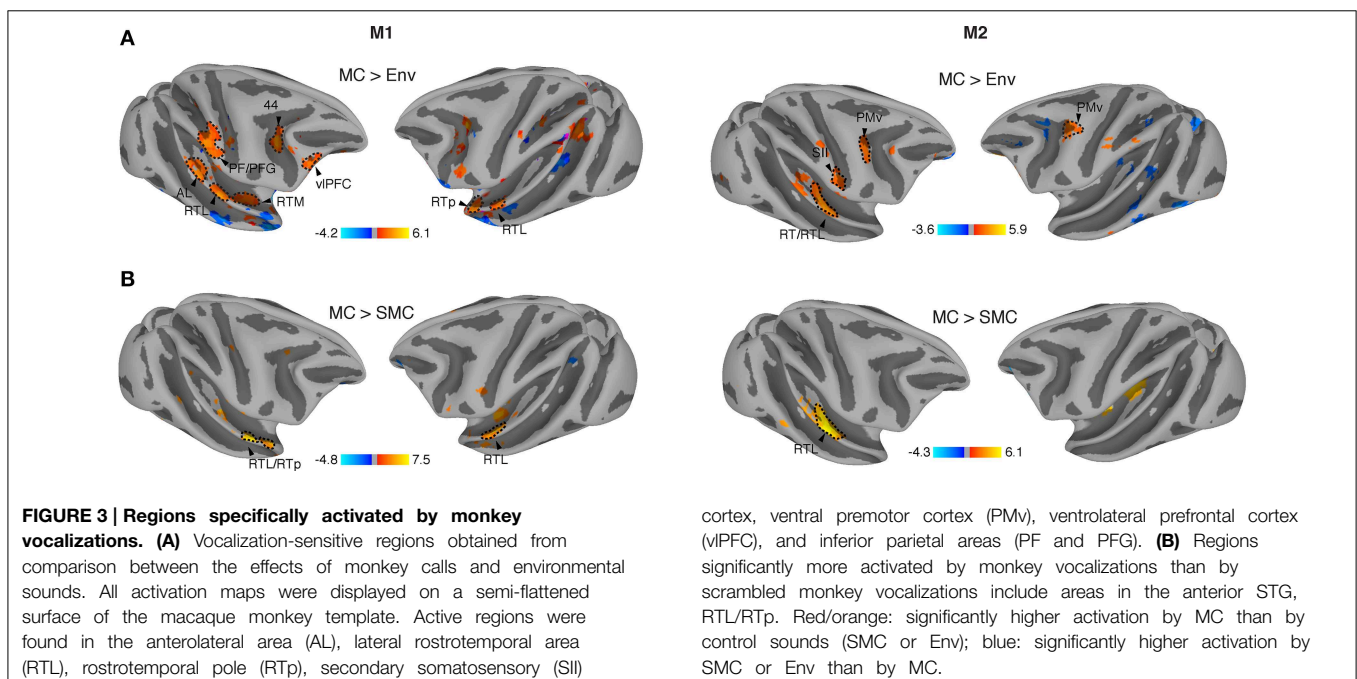 A
M1
M2
MC > Env
MC > Env
44
PF/PFG
vlPFC
AL
RTL
RTM
RTp
RTL
-4.2 6.1
PMv
SII
RT/RTL
PMv
-3.6 5.9
B
MC > SMC
MC > SMC
RTL/RTp
RTL
-4.8 7.5
RTL
-4.3 6.1
FIGURE 3 | Regions specifically activated by monkey
vocalizations. (A) Vocalization-sensitive regions obtained from
comparison between the effects of monkey calls and environmental
sounds. All activation maps were displayed on a semi-flattened
surface of the macaque monkey template. Active regions were
found in the anterolateral area (AL), lateral rostrotemporal area
(RTL), rostrotemporal pole (RTp), secondary somatosensory (SII)
cortex, ventral premotor cortex (PMv), ventrolateral prefrontal cortex
(vlPFC), and inferior parietal areas (PF and PFG). (B) Regions
significantly more activated by monkey vocalizations than by
scrambled monkey vocalizations include areas in the anterior STG,
RTL/RTp. Red/orange: significantly higher activation by MC than by
control sounds (SMC or Env); blue: significantly higher activation by
SMC or Env than by MC.